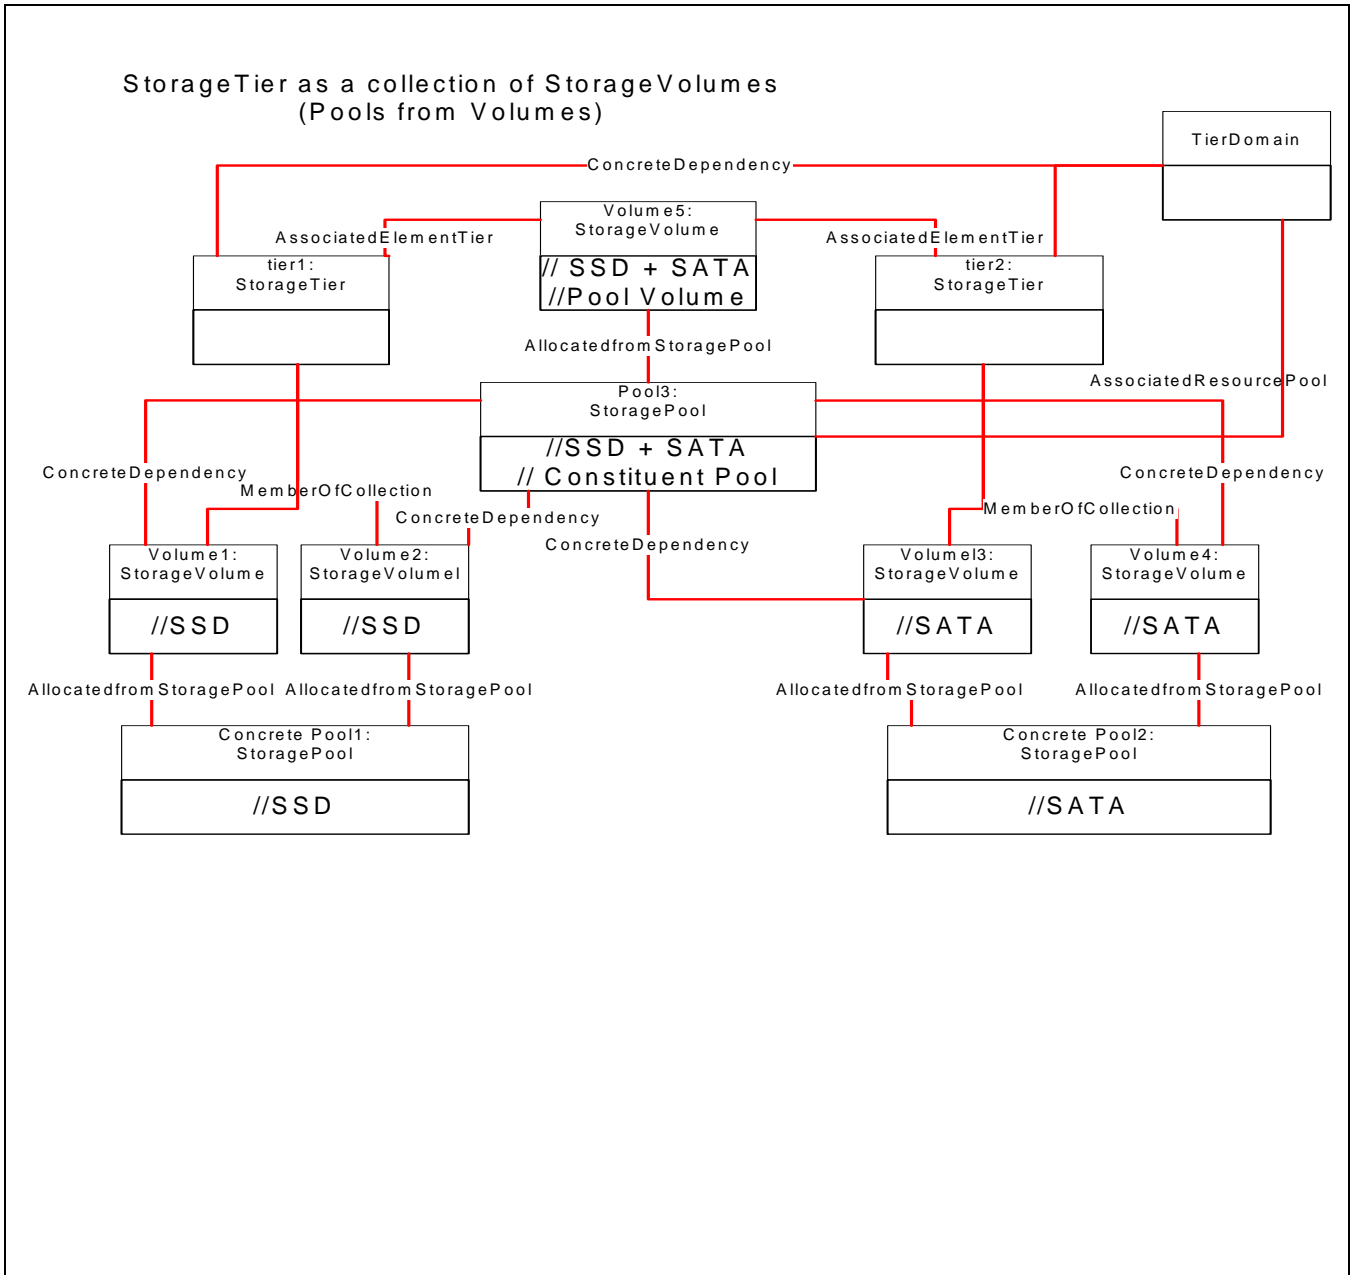 StorageTier as a collection of StorageVolumes
(Pools from Volumes)
TierDomain
ConcreteDependency
Volume5:
StorageVolume
// SSD + SATA
//Pool Volume
AssociatedElementTier
AssociatedElementTier
tier1:
StorageTier
tier2:
StorageTier
AllocatedfromStoragePool
AssociatedResourcePool
Pool3:
StoragePool
//SSD + SATA
// Constituent Pool
ConcreteDependency
ConcreteDependency
MemberOfCollection
MemberOfCollection
ConcreteDependency
ConcreteDependency
Volume1:
StorageVolume
//SSD
Volume2:
StorageVolumel
//SSD
Volumel3:
StorageVolume
//SATA
Volume4:
StorageVolume
//SATA
AllocatedfromStoragePool
AllocatedfromStoragePool
AllocatedfromStoragePool
AllocatedfromStoragePool
Concrete Pool1:
StoragePool
//SSD
Concrete Pool2:
StoragePool
//SATA